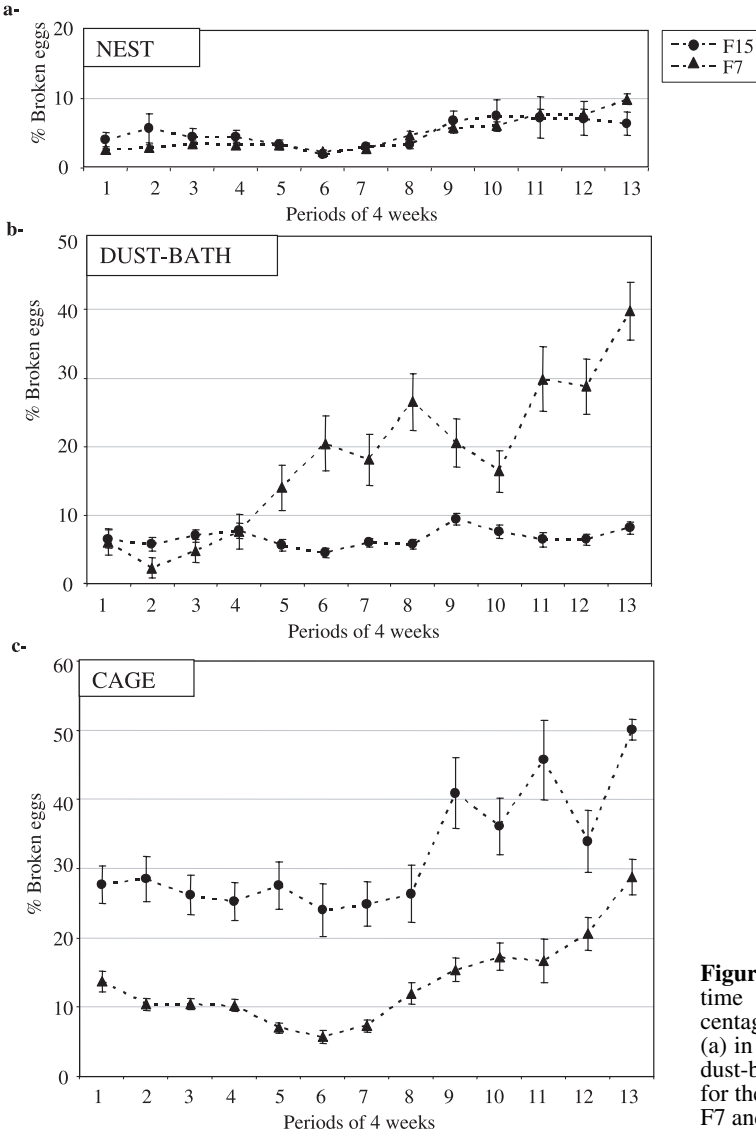 a-
20
NEST
F15
F7
% Broken eggs
10
0
1 2 3 4 5 6 7 8 9 10 11 12 13
Periods of 4 weeks
b-
50
DUST-BATH
40
30
% Broken eggs
20
10
0
1 2 3 4 5 6 7 8 9 10 11 12 13
Periods of 4 weeks
c-
60
CAGE
50
40
% Broken eggs
30
20
10
0
1 2 3 4 5 6 7 8 9 10 11 12 13
Periods of 4 weeks
Figur
time
centag
(a) in
dust-b
for the
F7 and